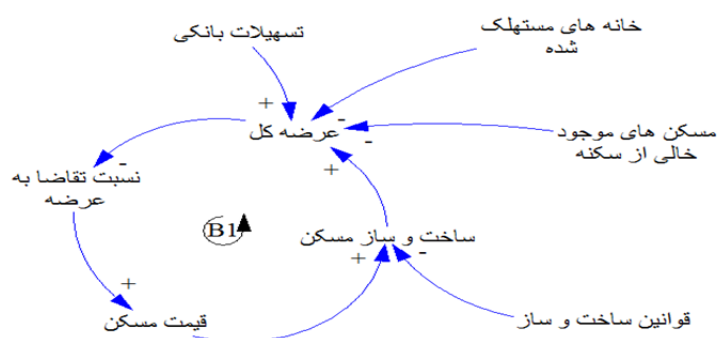 تسهیلات بانکی
خانه های مستهلک
شده
+
-
عرضه کل
-
+
مسکن های موجود
خالی از سکنه
-
نسبت تقاضا به
عرضه
B1
ساخت و ساز مسکن
+
-
+
قیمت مسکن
قوانین ساخت و ساز